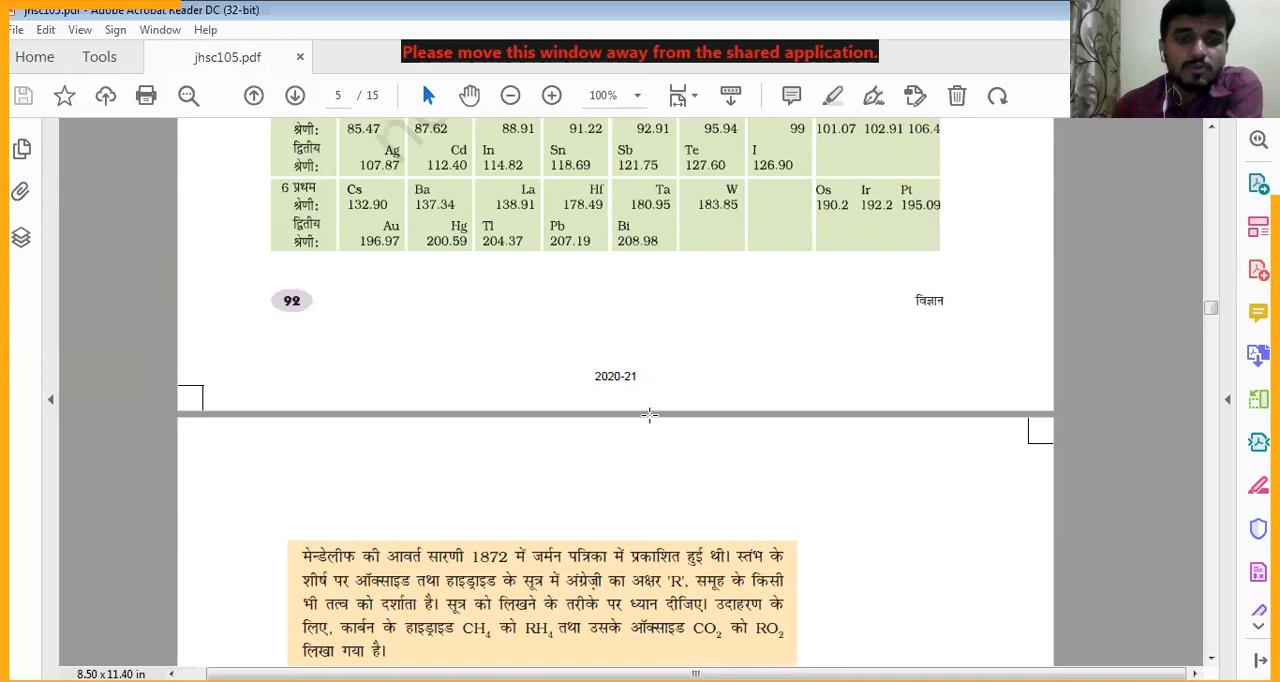 jhsc105.pdf - Adobe Acrobat Reader DC (32-bit)
File Edit View Sign Window Help
Home Tools jhsc105.pdf ×
Please move this window away from the shared application.
5 / 15 100%
श्रेणी: 85.47 87.62 88.91 91.22 92.91 95.94 99 101.07 102.91 106.4
द्वितीय Ag Cd In Sn Sb Te I
श्रेणी: 107.87 112.40 114.82 118.69 121.75 127.60 126.90
6 प्रथम Cs Ba La Hf Ta W Os Ir Pt
श्रेणी: 132.90 137.34 138.91 178.49 180.95 183.85 190.2 192.2 195.09
द्वितीय Au Hg Tl Pb Bi
श्रेणी: 196.97 200.59 204.37 207.19 208.98
92 विज्ञान
2020-21
मेन्डेलीफ की आवर्त सारणी 1872 में जर्मन पत्रिका में प्रकाशित हुई थी। स्तंभ के
शीर्ष पर ऑक्साइड तथा हाइड्राइड के सूत्र में अंग्रेज़ी का अक्षर 'R', समूह के किसी
भी तत्व को दर्शाता है। सूत्र को लिखने के तरीके पर ध्यान दीजिए। उदाहरण के
लिए, कार्बन के हाइड्राइड CH₄ को RH₄ तथा उसके ऑक्साइड CO₂ को RO₂
लिखा गया है।
8.50 x 11.40 in